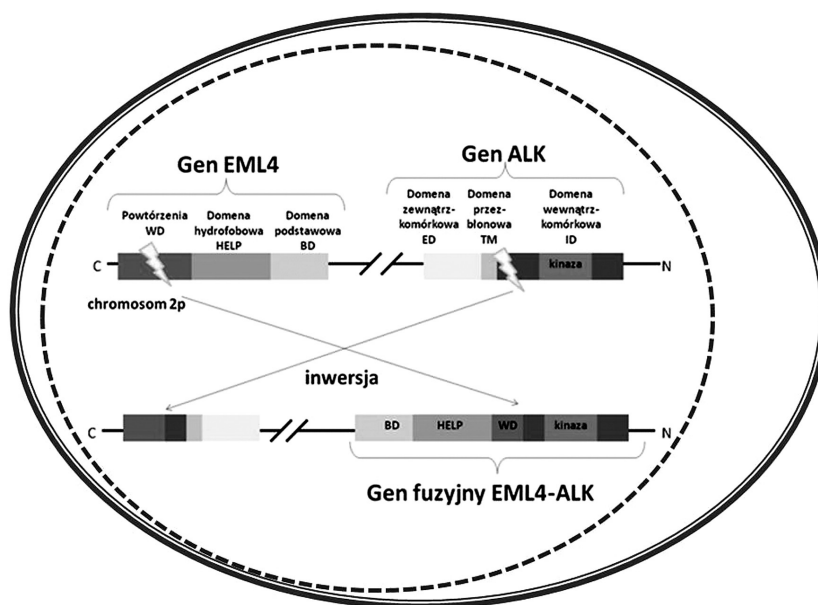 Gen EML4
Gen ALK
Powtórzenia
WD
Domena
hydrofobowa
HELP
Domena
podstawowa
BD
Domena
zewnątrz-
komórkowa
ED
Domena
przez-
błonowa
TM
Domena
wewnątrz-
komórkowa
ID
C
kinaza
N
chromosom 2p
inwersja
C
BD
HELP
WD
kinaza
N
Gen fuzyjny EML4-ALK